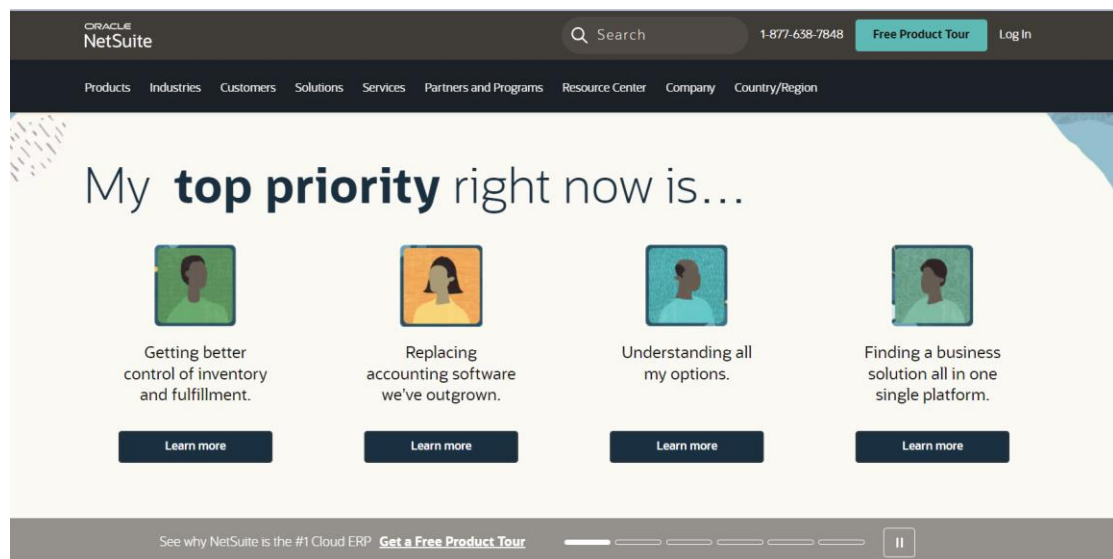 ORACLE
NetSuite
Search
1-877-638-7848
Free Product Tour
Log In
Products Industries Customers Solutions Services Partners and Programs Resource Center Company Country/Region
My top priority right now is...
Getting better
control of inventory
and fulfillment.
Learn more
Replacing
accounting software
we've outgrown.
Learn more
Understanding all
my options.
Learn more
Finding a business
solution all in one
single platform.
Learn more
See why NetSuite is the #1 Cloud ERP Get a Free Product Tour